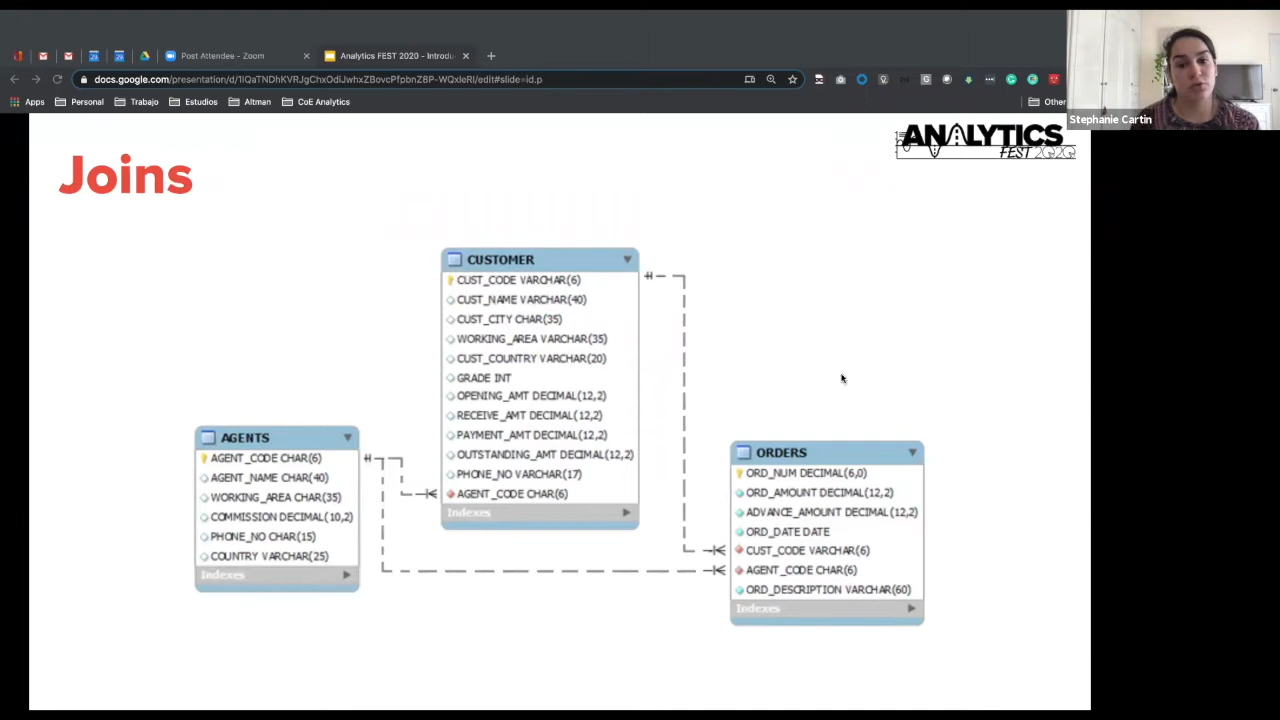 Post Attendee - Zoom
Analytics FEST 2020 - Introdu
docs.google.com/presentation/d/1IQaTNDhKVRJgChxOdiJwhxZBovcPfpbnZ8P-WQxleRI/edit#slide=id.p
Apps
Personal
Trabajo
Estudios
Altman
CoE Analytics
Other
Stephanie Cartin
ANALYTICS
FEST 2020
Joins
CUSTOMER
CUST_CODE VARCHAR(6)
CUST_NAME VARCHAR(40)
CUST_CITY CHAR(35)
WORKING_AREA VARCHAR(35)
CUST_COUNTRY VARCHAR(20)
GRADE INT
OPENING_AMT DECIMAL(12,2)
RECEIVE_AMT DECIMAL(12,2)
PAYMENT_AMT DECIMAL(12,2)
OUTSTANDING_AMT DECIMAL(12,2)
PHONE_NO VARCHAR(17)
AGENT_CODE CHAR(6)
Indexes
AGENTS
AGENT_CODE CHAR(6)
AGENT_NAME CHAR(40)
WORKING_AREA CHAR(35)
COMMISSION DECIMAL(10,2)
PHONE_NO CHAR(15)
COUNTRY VARCHAR(25)
Indexes
ORDERS
ORD_NUM DECIMAL(6,0)
ORD_AMOUNT DECIMAL(12,2)
ADVANCE_AMOUNT DECIMAL(12,2)
ORD_DATE DATE
CUST_CODE VARCHAR(6)
AGENT_CODE CHAR(6)
ORD_DESCRIPTION VARCHAR(60)
Indexes